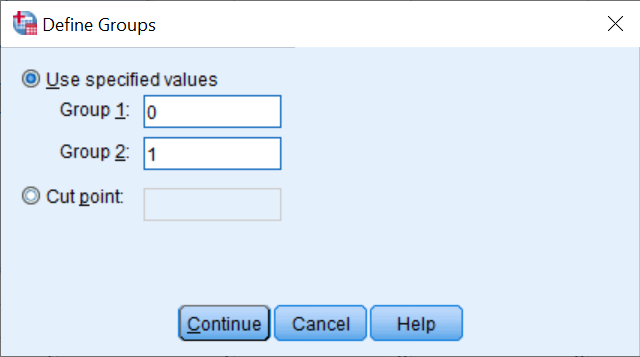 Define Groups
Use specified values
Group 1: 0
Group 2: 1
Cut point:
Continue Cancel Help